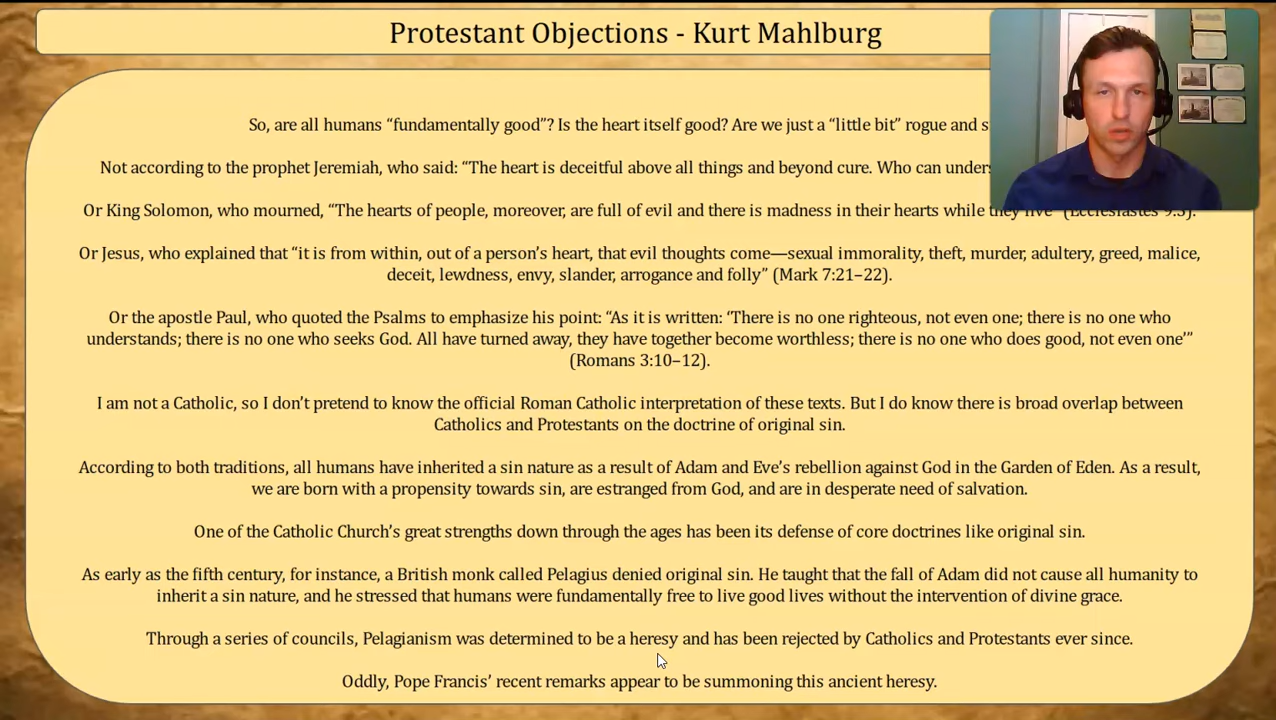 Protestant Objections - Kurt Mahlburg
So, are all humans “fundamentally good”? Is the heart itself good? Are we just a “little bit” rogue and s
Not according to the prophet Jeremiah, who said: “The heart is deceitful above all things and beyond cure. Who can unders
Or King Solomon, who mourned, “The hearts of people, moreover, are full of evil and there is madness in their hearts while they live” (Ecclesiastes 9:3).
Or Jesus, who explained that “it is from within, out of a person’s heart, that evil thoughts come—sexual immorality, theft, murder, adultery, greed, malice,
deceit, lewdness, envy, slander, arrogance and folly” (Mark 7:21–22).
Or the apostle Paul, who quoted the Psalms to emphasize his point: “As it is written: ‘There is no one righteous, not even one; there is no one who
understands; there is no one who seeks God. All have turned away, they have together become worthless; there is no one who does good, not even one’”
(Romans 3:10–12).
I am not a Catholic, so I don’t pretend to know the official Roman Catholic interpretation of these texts. But I do know there is broad overlap between
Catholics and Protestants on the doctrine of original sin.
According to both traditions, all humans have inherited a sin nature as a result of Adam and Eve’s rebellion against God in the Garden of Eden. As a result,
we are born with a propensity towards sin, are estranged from God, and are in desperate need of salvation.
One of the Catholic Church’s great strengths down through the ages has been its defense of core doctrines like original sin.
As early as the fifth century, for instance, a British monk called Pelagius denied original sin. He taught that the fall of Adam did not cause all humanity to
inherit a sin nature, and he stressed that humans were fundamentally free to live good lives without the intervention of divine grace.
Through a series of councils, Pelagianism was determined to be a heresy and has been rejected by Catholics and Protestants ever since.
Oddly, Pope Francis’ recent remarks appear to be summoning this ancient heresy.